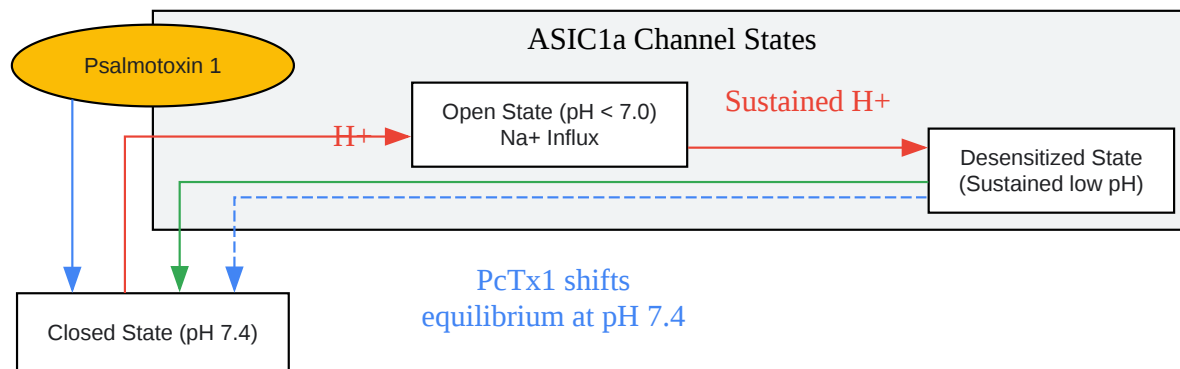 ASIC1a Channel States
Psalmotoxin 1
Open State (pH < 7.0)
Na+ Influx
Sustained H+
H+
Desensitized State
(Sustained low pH)
PcTx1 shifts
equilibrium at pH 7.4
Closed State (pH 7.4)